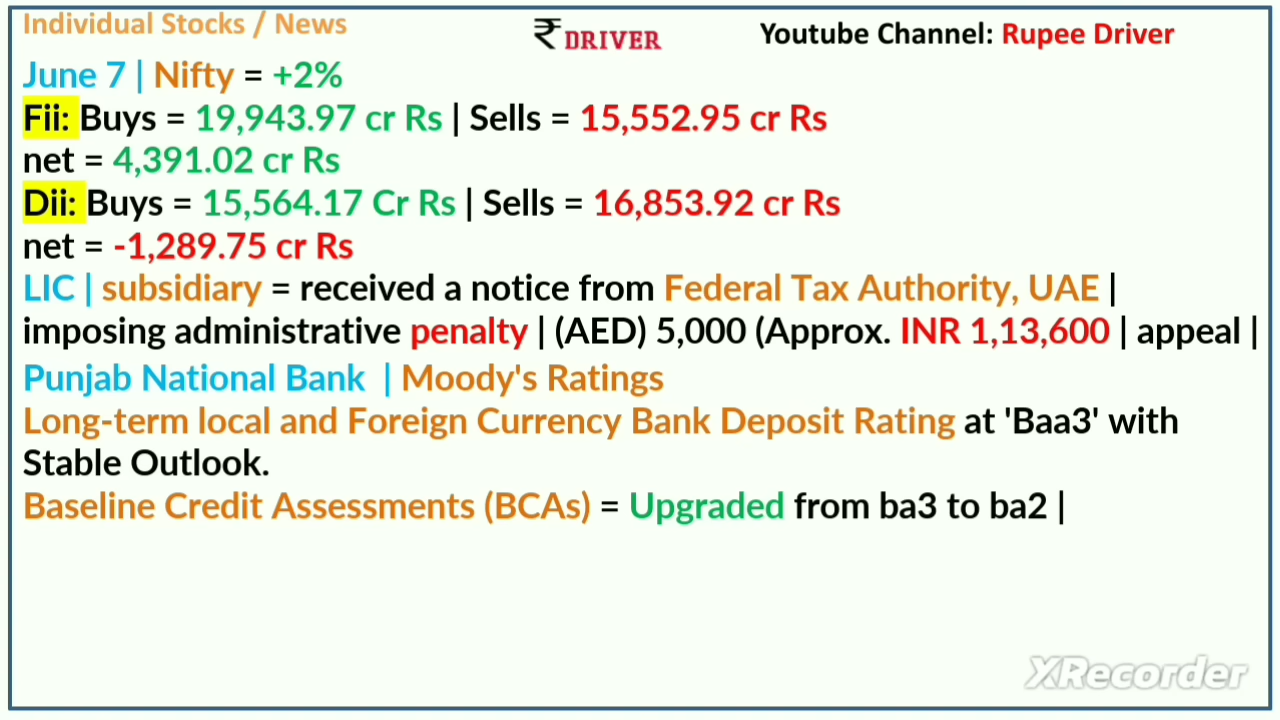 Individual Stocks / News
₹ DRIVER
Youtube Channel: Rupee Driver
June 7 | Nifty = +2%
Fii: Buys = 19,943.97 cr Rs | Sells = 15,552.95 cr Rs
net = 4,391.02 cr Rs
Dii: Buys = 15,564.17 Cr Rs | Sells = 16,853.92 cr Rs
net = -1,289.75 cr Rs
LIC | subsidiary = received a notice from Federal Tax Authority, UAE |
imposing administrative penalty | (AED) 5,000 (Approx. INR 1,13,600 | appeal |
Punjab National Bank | Moody's Ratings
Long-term local and Foreign Currency Bank Deposit Rating at 'Baa3' with
Stable Outlook.
Baseline Credit Assessments (BCAs) = Upgraded from ba3 to ba2 |
XRecorder